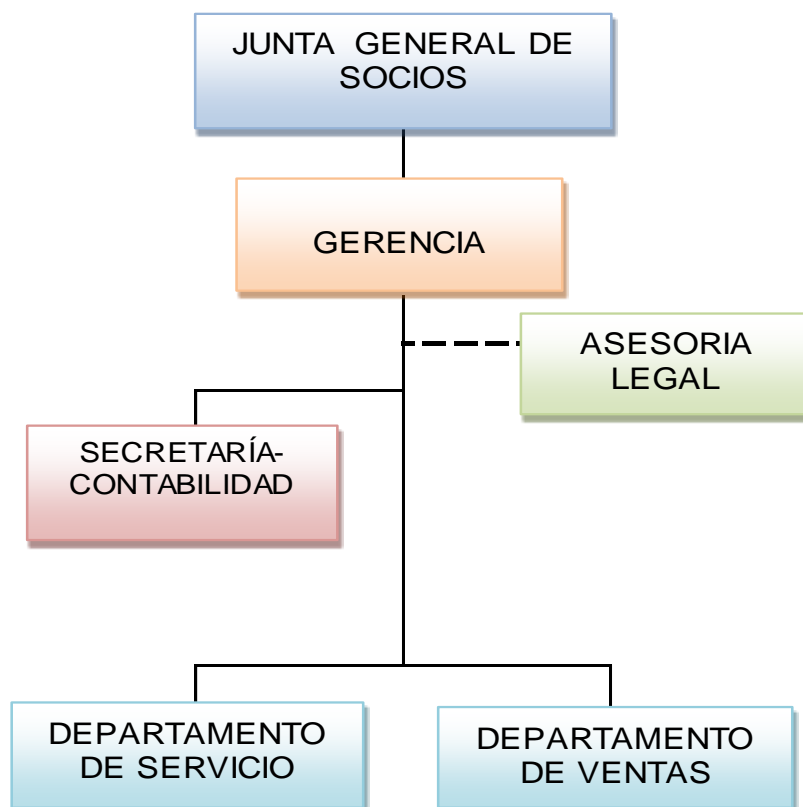 JUNTA GENERAL DE
SOCIOS
GERENCIA
ASESORIA
LEGAL
SECRETARÍA-
CONTABILIDAD
DEPARTAMENTO
DE SERVICIO
DEPARTAMENTO
DE VENTAS